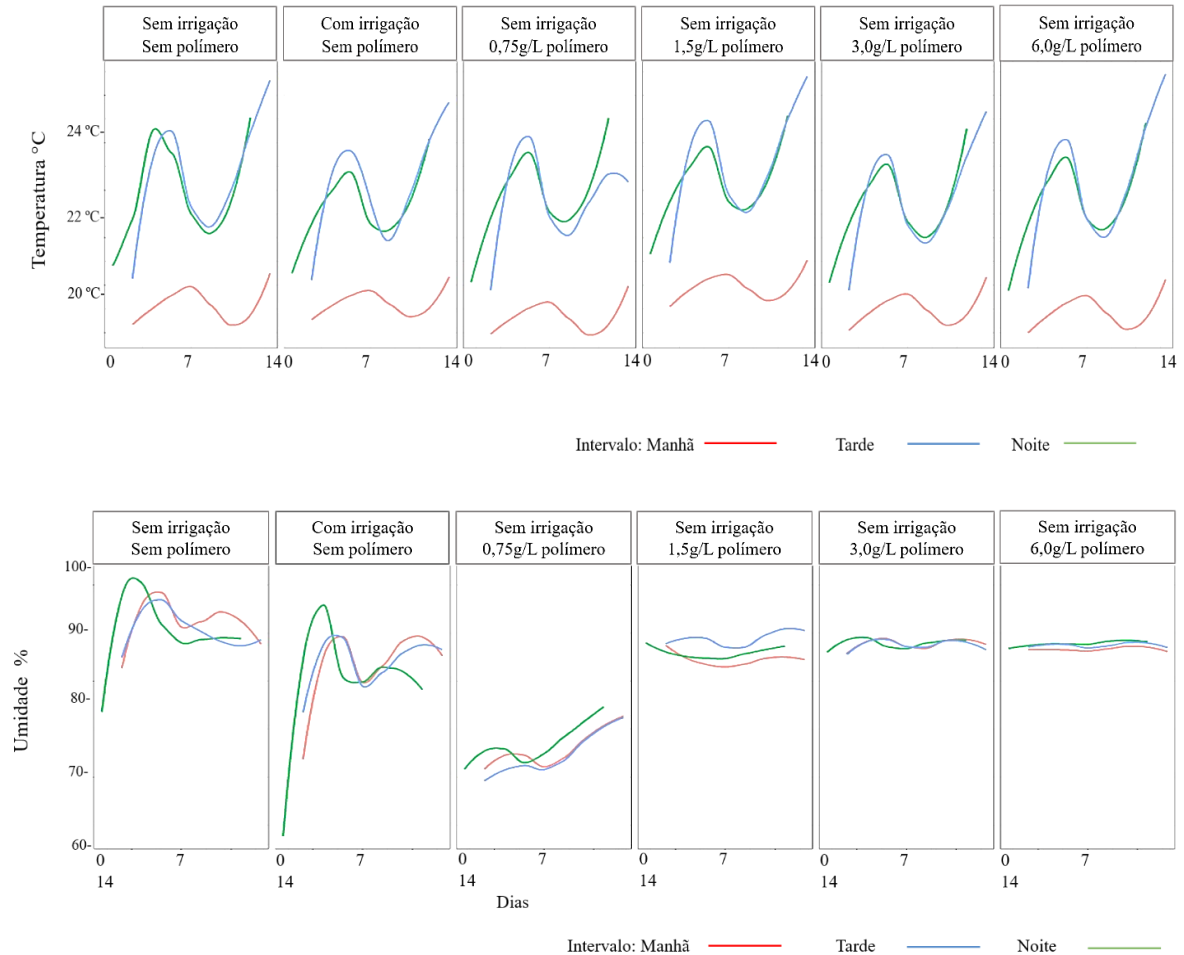 Sem irrigação
Sem polímero
Com irrigação
Sem polímero
Sem irrigação
0,75g/L polímero
Sem irrigação
1,5g/L polímero
Sem irrigação
3,0g/L polímero
Sem irrigação
6,0g/L polímero
Temperatura °C
24 ºC
22 ºC
20 ºC
0 7 14 0 7 14 0 7 14 0 7 14 0 7 14 0 7 14
Intervalo: Manhã Tarde Noite
Sem irrigação
Sem polímero
Com irrigação
Sem polímero
Sem irrigação
0,75g/L polímero
Sem irrigação
1,5g/L polímero
Sem irrigação
3,0g/L polímero
Sem irrigação
6,0g/L polímero
Umidade %
100-
90-
80-
70-
60-
0 7 0 7 0 7 0 7 0 7 0 7
14 14 14 14 14 14
Dias
Intervalo: Manhã Tarde Noite